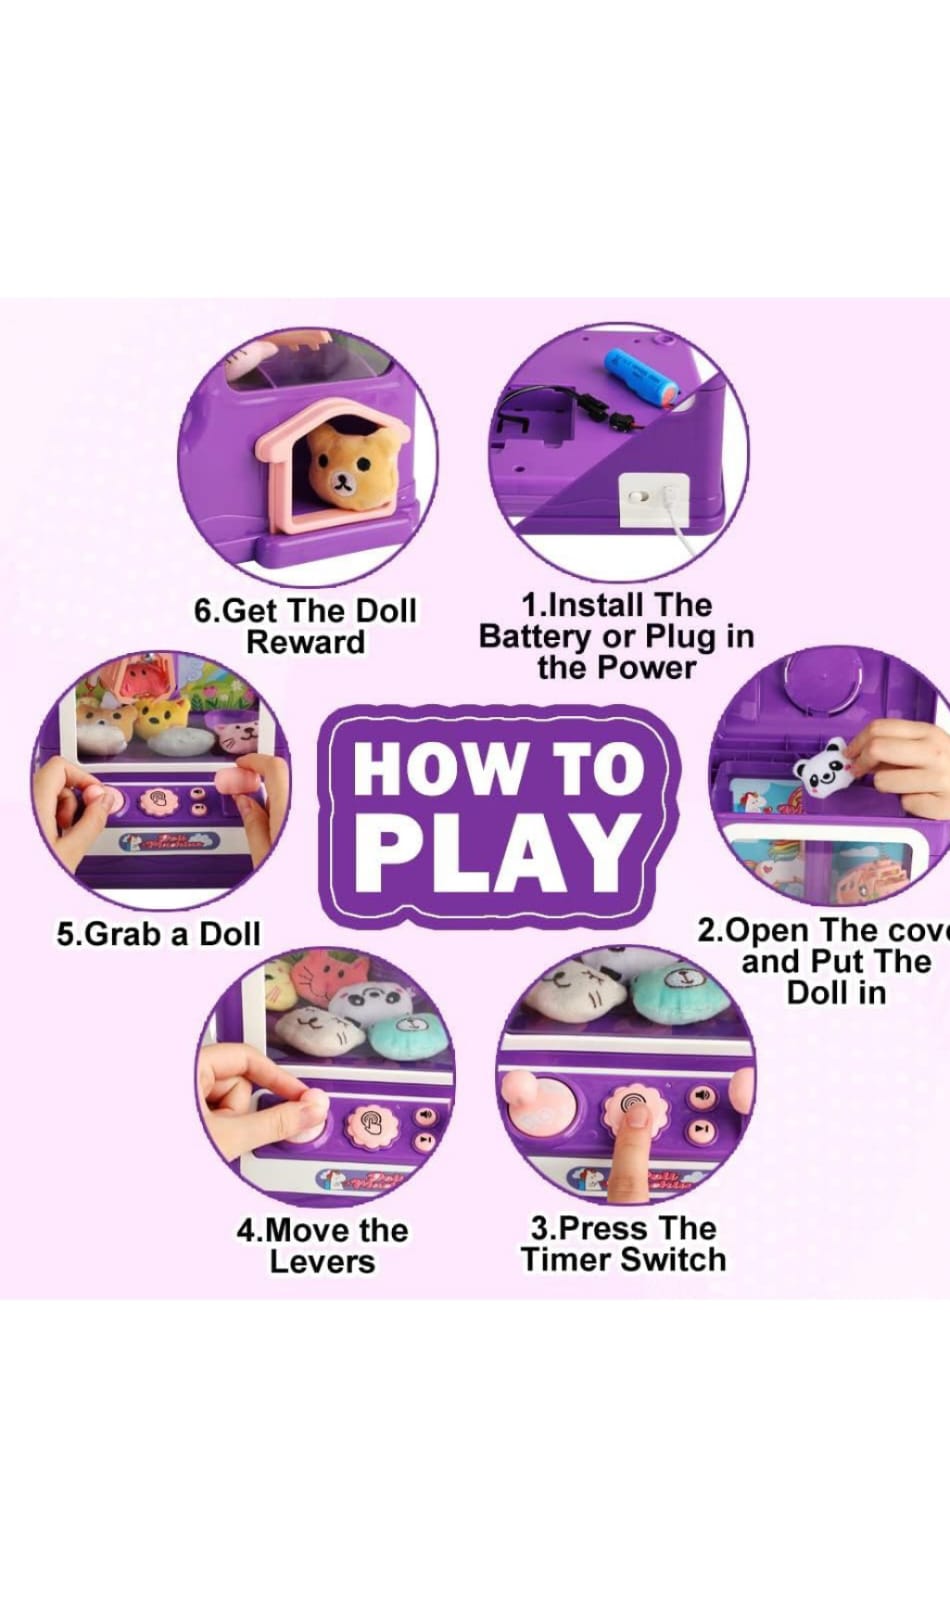 HOW TO
PLAY
1.Install The
Battery or Plug in
the Power
2.Open The cov
and Put The
Doll in
3.Press The
Timer Switch
4.Move the
Levers
5.Grab a Doll
6.Get The Doll
Reward
Doll
Machine